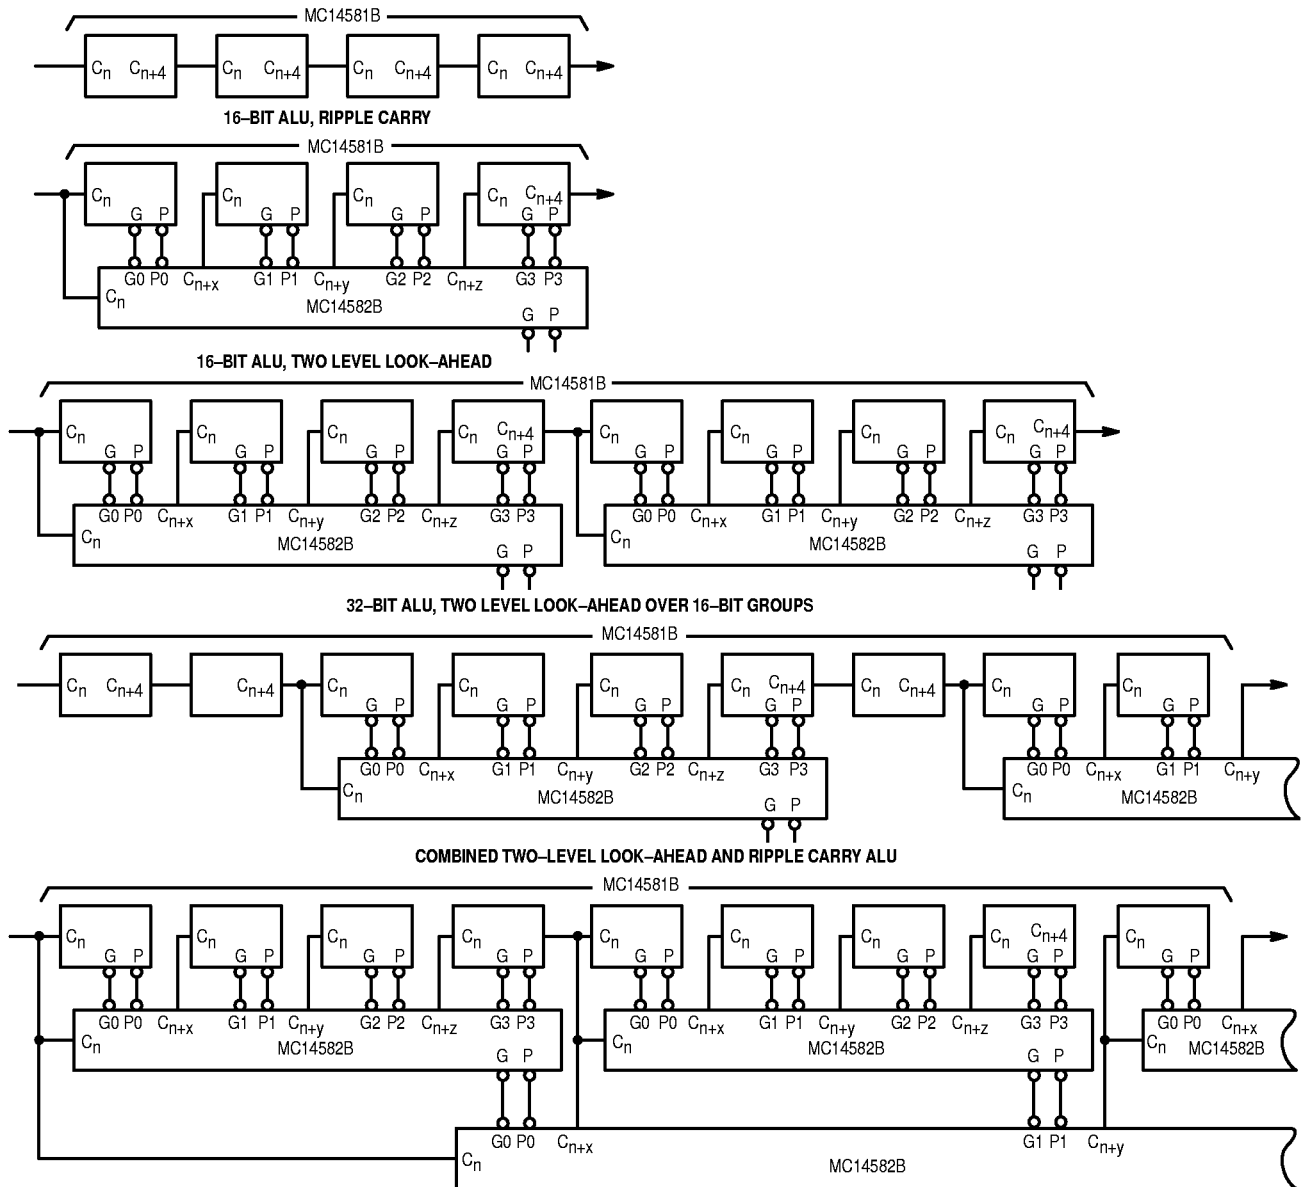 MC14581B
Cn Cn+4 Cn Cn+4 Cn Cn+4 Cn Cn+4
16–BIT ALU, RIPPLE CARRY
MC14581B
Cn Cn Cn Cn Cn+4
G P G P G P G P
G0 P0 Cn+x G1 P1 Cn+y G2 P2 Cn+z G3 P3
Cn MC14582B
G P
16–BIT ALU, TWO LEVEL LOOK–AHEAD
MC14581B
Cn Cn Cn Cn Cn+4 Cn Cn Cn Cn Cn+4
G P G P G P G P G P G P G P G P
G0 P0 Cn+x G1 P1 Cn+y G2 P2 Cn+z G3 P3 G0 P0 Cn+x G1 P1 Cn+y G2 P2 Cn+z G3 P3
Cn MC14582B Cn MC14582B
G P G P
32–BIT ALU, TWO LEVEL LOOK–AHEAD OVER 16–BIT GROUPS
MC14581B
Cn Cn+4 Cn+4 Cn Cn Cn Cn Cn+4 Cn Cn+4 Cn Cn
G P G P G P G P G P G P
G0 P0 Cn+x G1 P1 Cn+y G2 P2 Cn+z G3 P3 G0 P0 Cn+x G1 P1 Cn+y
Cn MC14582B Cn MC14582B
G P
COMBINED TWO–LEVEL LOOK–AHEAD AND RIPPLE CARRY ALU
MC14581B
Cn Cn Cn Cn Cn Cn Cn Cn Cn+4 Cn
G P G P G P G P G P G P G P G P G P
G0 P0 Cn+x G1 P1 Cn+y G2 P2 Cn+z G3 P3 G0 P0 Cn+x G1 P1 Cn+y G2 P2 Cn+z G3 P3 G0 P0 Cn+x
Cn MC14582B Cn MC14582B Cn MC14582B
G P G P
G0 P0 Cn+x G1 P1 Cn+y
Cn MC14582B